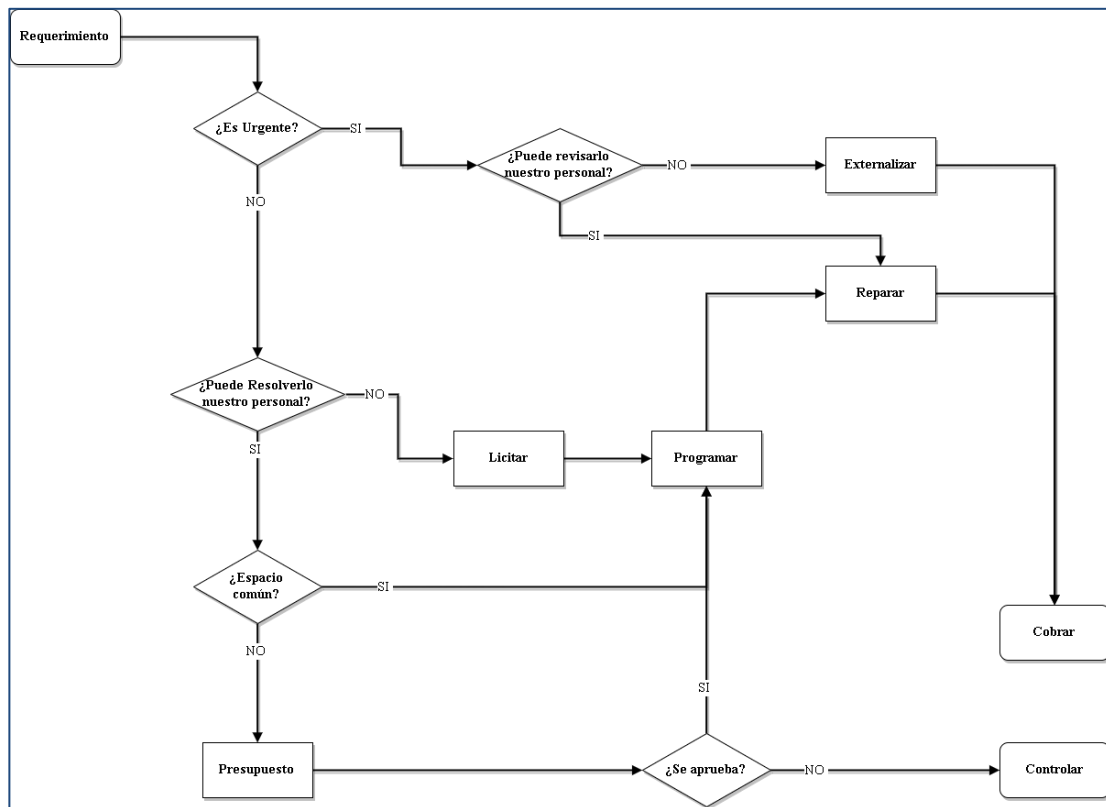 Requerimiento
¿Es Urgente?
SI
¿Puede revisarlo
nuestro personal?
NO
Externalizar
NO
SI
Reparar
¿Puede Resolverlo
nuestro personal?
NO
SI
Licitar
Programar
¿Espacio
común?
SI
NO
Cobrar
SI
Presupuesto
¿Se aprueba?
NO
Controlar